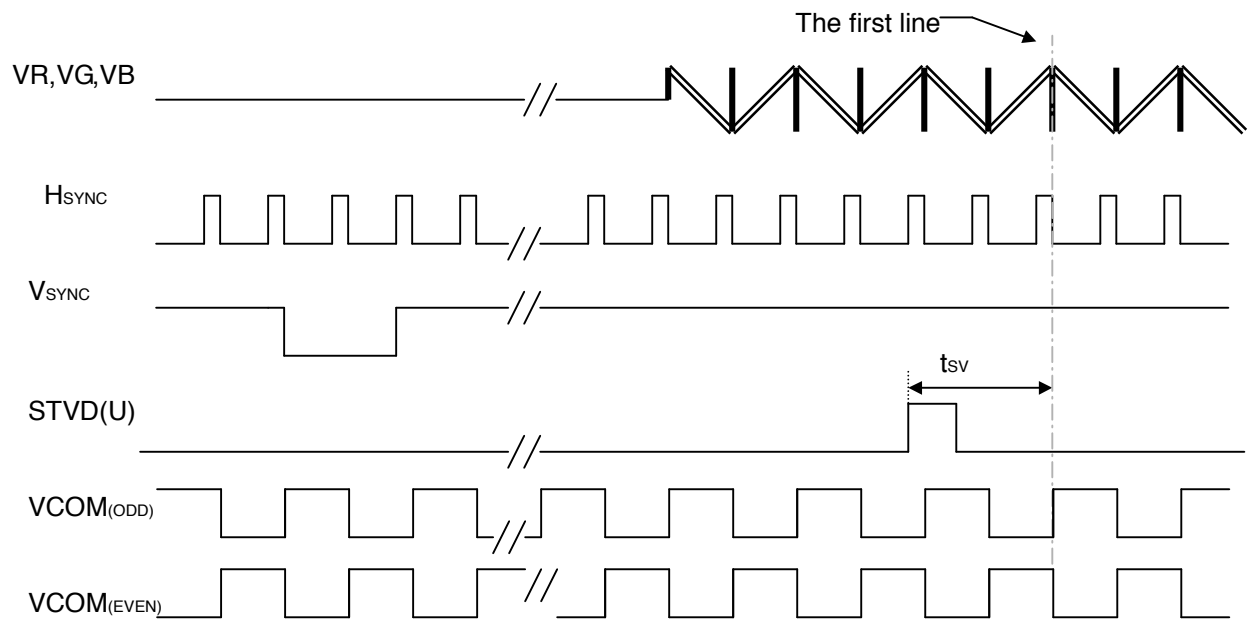 The first line
VR,VG,VB
HSYNC
VSYNC
tSV
STVD(U)
VCOM(ODD)
VCOM(EVEN)